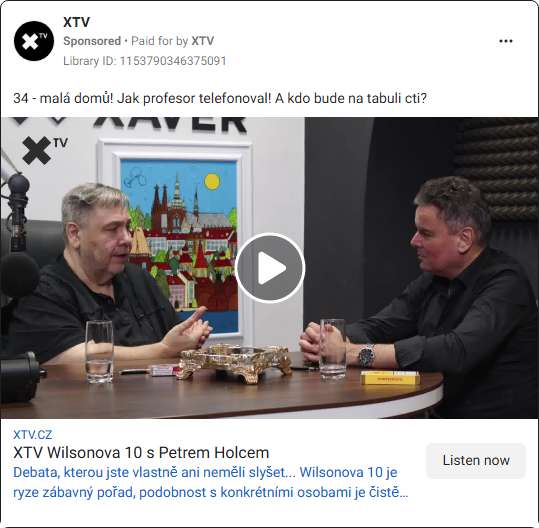 XTV
Sponsored • Paid for by XTV
Library ID: 1153790346375091
34 - malá domů! Jak profesor telefonoval! A kdo bude na tabuli cti?
XAVER
XTV
XTV.CZ
XTV Wilsonova 10 s Petrem Holcem
Debata, kterou jste vlastně ani neměli slyšet... Wilsonova 10 je
ryze zábavný pořad, podobnost s konkrétními osobami je čistě…
Listen now